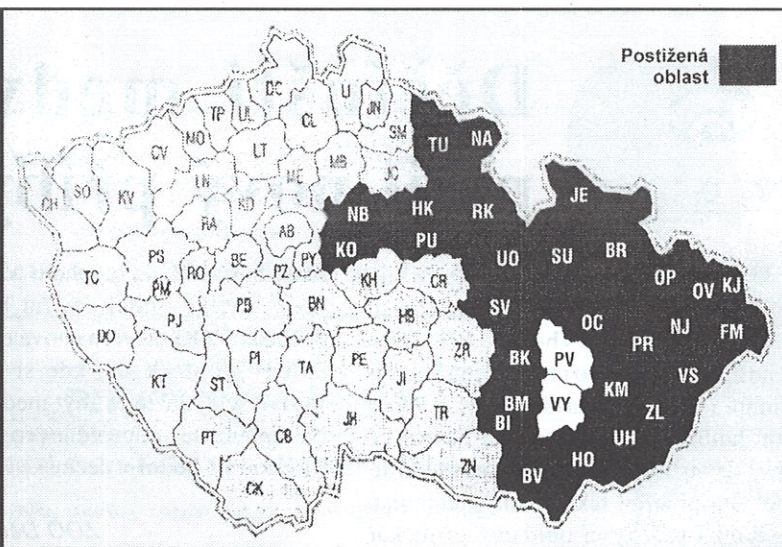 Postižená
oblast
DC
LI
JN
TP
UL
CL
SM
MO
TU
NA
CV
LT
MB
ME
JC
SO
CH
KV
LN
KD
RA
AB
NB
HK
RK
JE
PS
BE
KO
PU
TC
RO
PZ
PY
UO
SU
BR
PM
KH
CR
OP
OV
KJ
PB
BN
HB
SV
DO
PJ
OC
NJ
FM
PR
PI
PE
ZR
BK
PV
KT
ST
TA
JI
VS
BM
VY
KM
ZL
PT
CB
JH
TR
BI
UH
ZN
HO
BV
CK